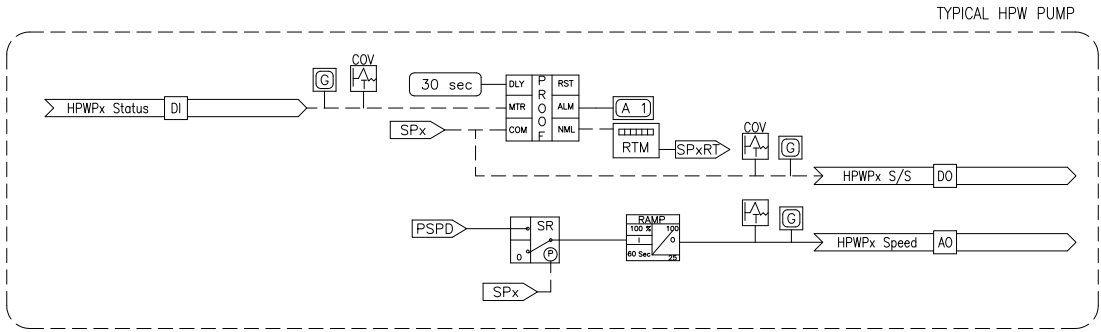 TYPICAL HPW PUMP
COV
G
T
30 sec
DLY
P
R
O
O
F
RST
HPWPx Status
DI
MTR
ALM
A 1
SPx
COM
NML
RTM
SPxRT
COV
T
G
HPWPx S/S
DO
PSPD
SR
0
P
RAMP
100 %
100
I
0
60 Sec
25
T
G
HPWPx Speed
AO
SPx